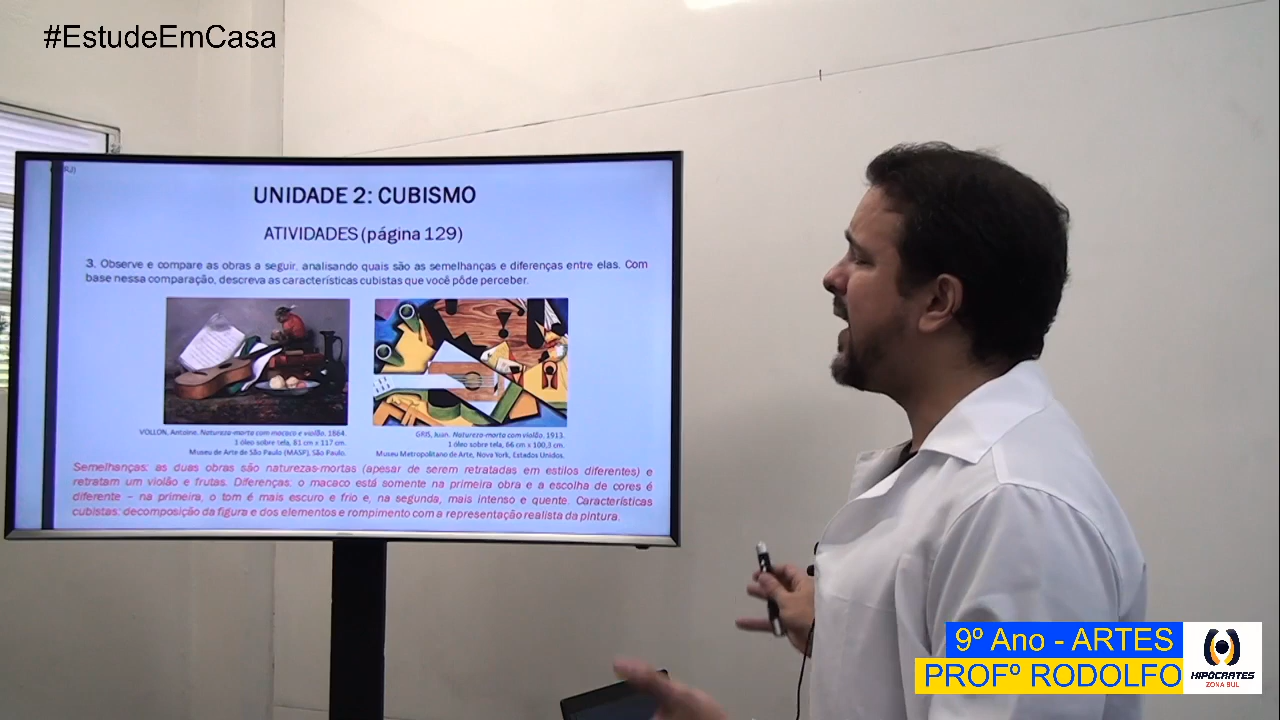 #EstudeEmCasa
UNIDADE 2: CUBISMO
ATIVIDADES (página 129)
3. Observe e compare as obras a seguir, analisando quais são as semelhanças e diferenças entre elas. Com
base nessa comparação, descreva as características cubistas que você pôde perceber.
VOLLON, Antoine. Natureza-morta com macaco e violão, 1864.
1 óleo sobre tela, 81 cm x 117 cm.
Museu de Arte de São Paulo (MASP), São Paulo.
GRIS, Juan. Natureza-morta com violão, 1913.
1 óleo sobre tela, 66 cm x 100,3 cm.
Museu Metropolitano de Arte, Nova York, Estados Unidos.
Semelhanças: as duas obras são naturezas-mortas (apesar de serem retratadas em estilos diferentes) e
retratam um violão e frutas. Diferenças: o macaco está somente na primeira obra e a escolha de cores é
diferente – na primeira, o tom é mais escuro e frio e, na segunda, mais intenso e quente. Características
cubistas: decomposição da figura e dos elementos e rompimento com a representação realista da pintura.
9º Ano - ARTES
PROFº RODOLFO
HIPÓCRATES
ZONA SUL